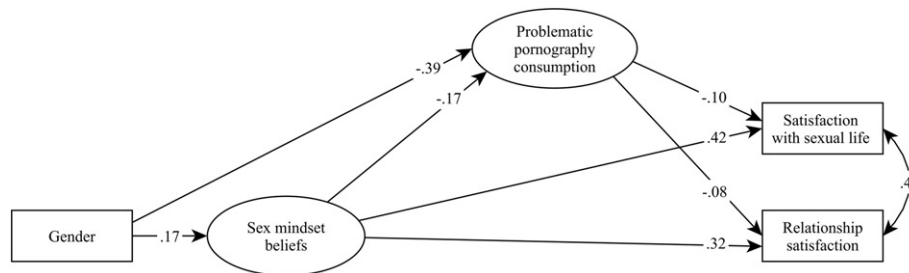 Problematic
pornography
consumption
-.39
-.17
-.10
Satisfaction
with sexual life
.42
-.08
Gender
.17
Sex mindset
beliefs
.32
Relationship
satisfaction